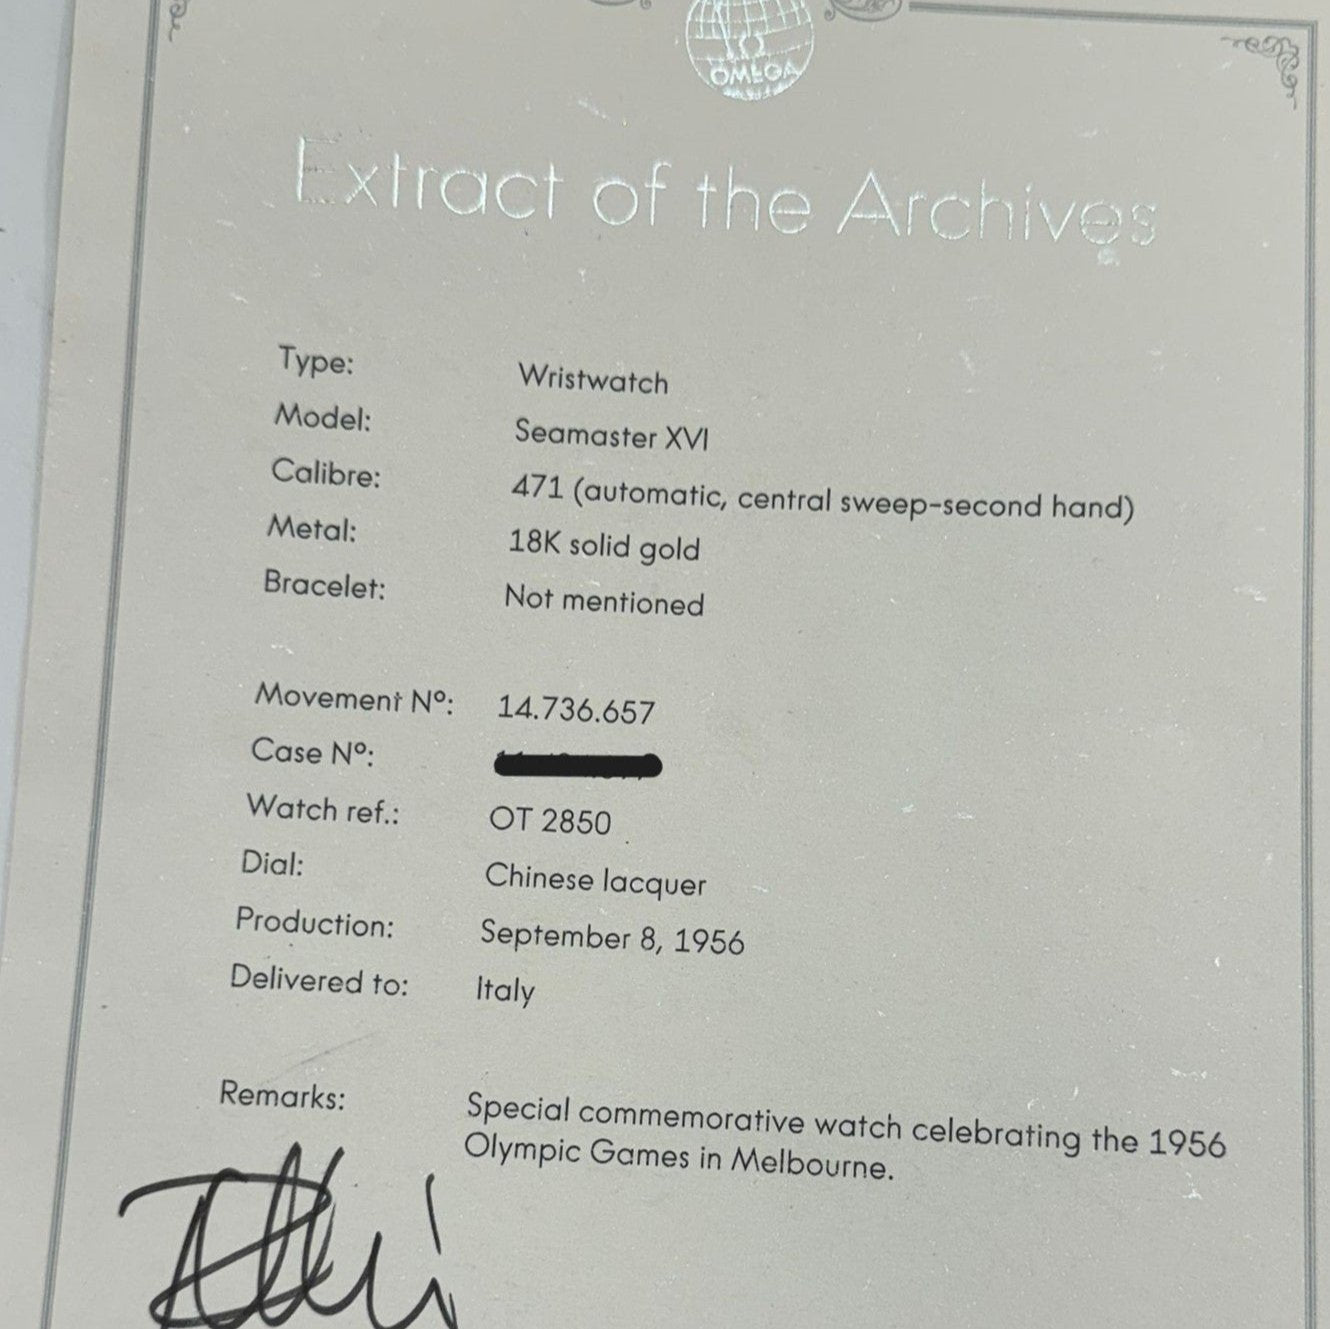 OMEGA
Extract of the Archives
Type: Wristwatch
Model: Seamaster XVI
Calibre: 471 (automatic, central sweep-second hand)
Metal: 18K solid gold
Bracelet: Not mentioned
Movement Nº: 14.736.657
Case Nº:
Watch ref.: OT 2850
Dial: Chinese lacquer
Production: September 8, 1956
Delivered to: Italy
Remarks: Special commemorative watch celebrating the 1956
Olympic Games in Melbourne.